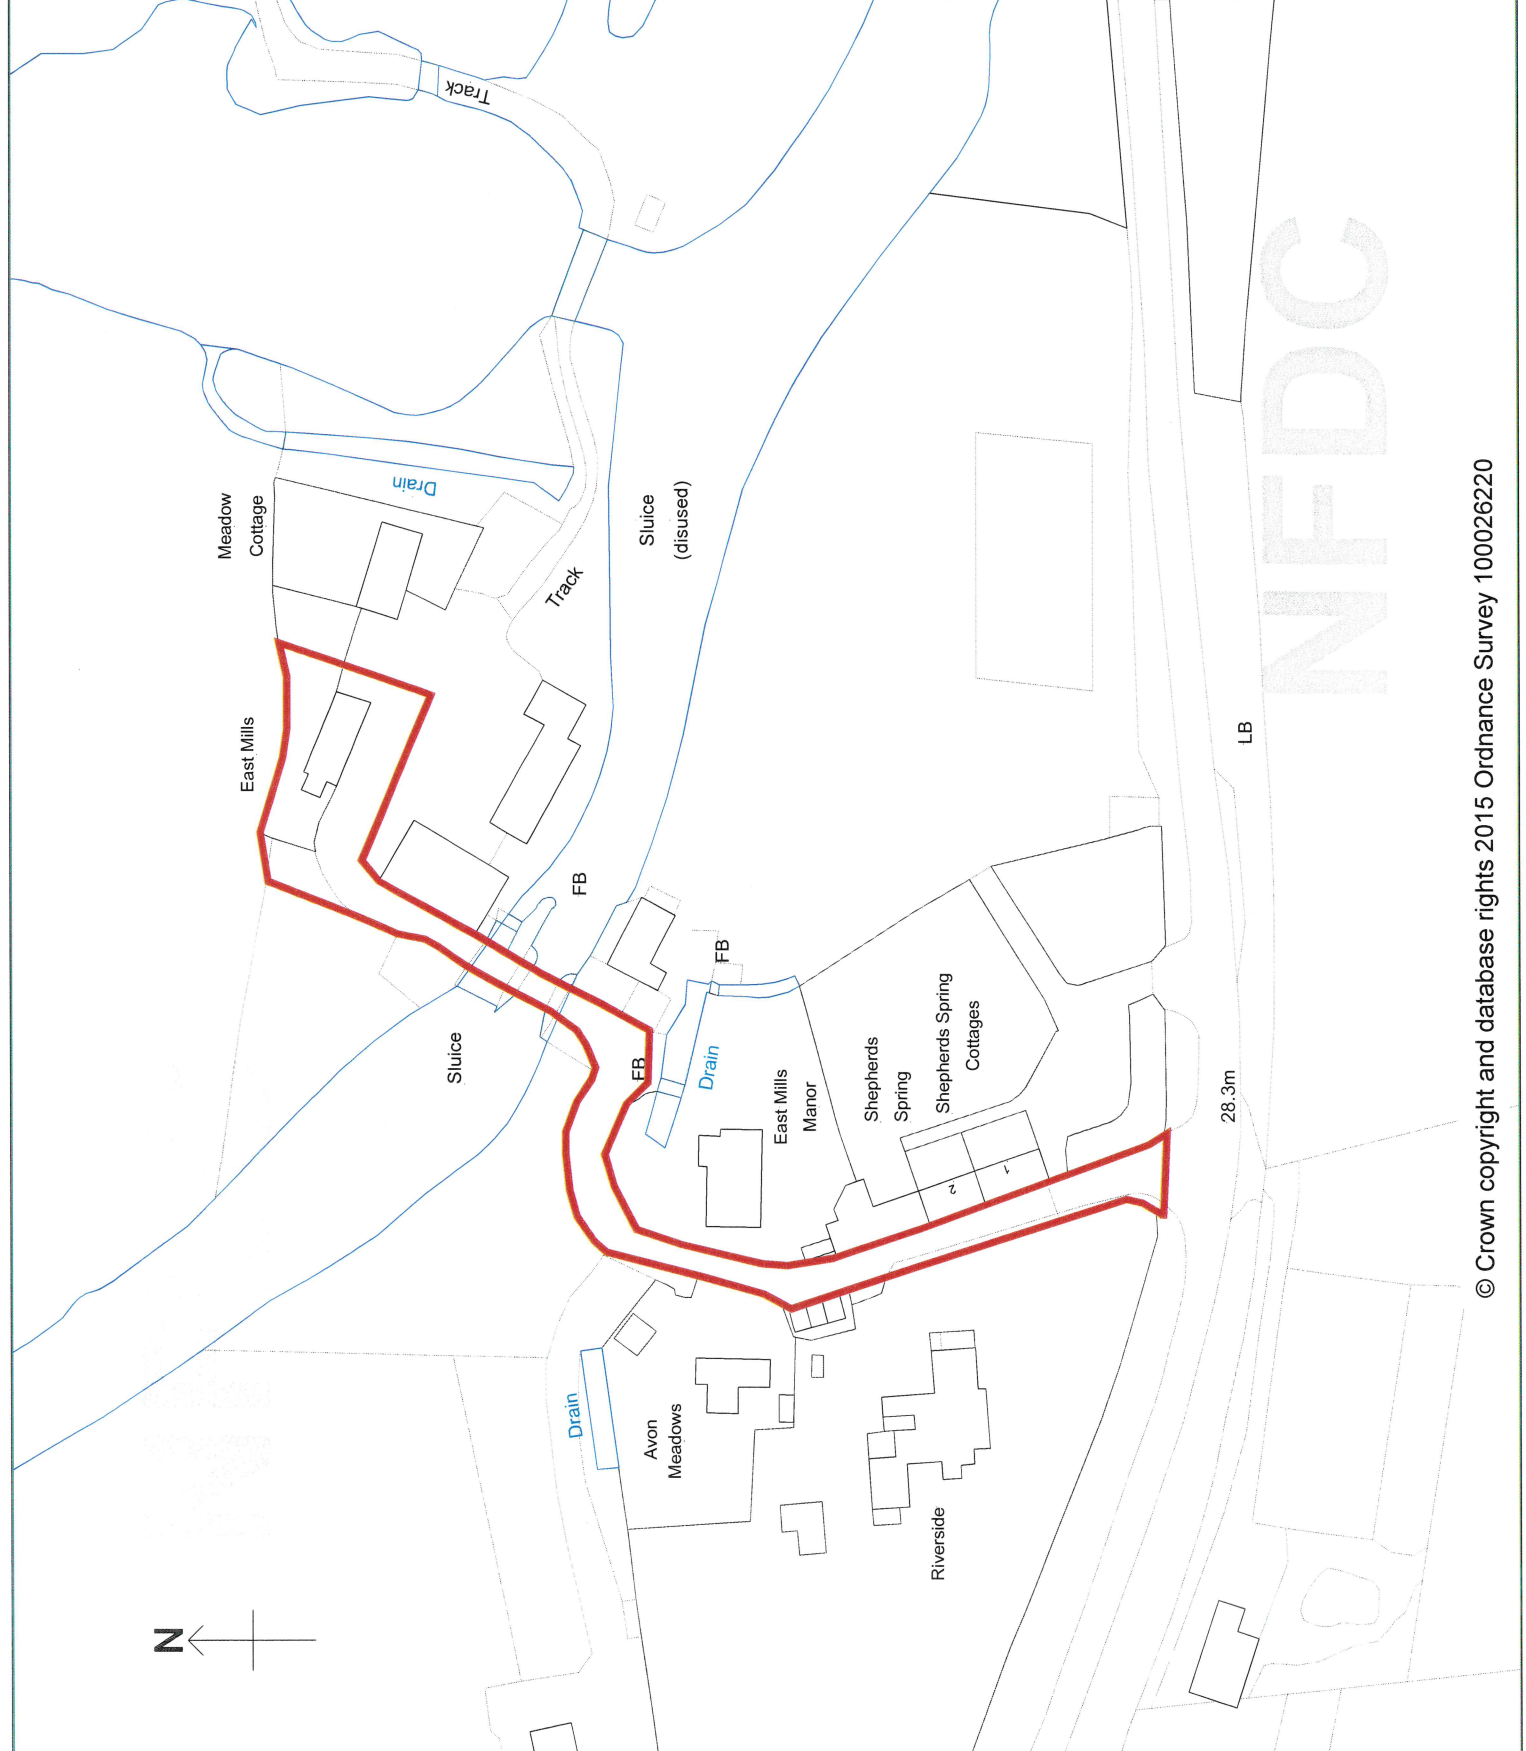 N
Meadow
Cottage
East Mills
Drain
Sluice
Track
Track
Drain
FB
FB
Sluice
(disused)
Avon
Meadows
Drain
FB
East Mills
Manor
Shepherds
Spring
Riverside
Shepherds Spring
Cottages
2
1
28.3m
LB
NFDC
© Crown copyright and database rights 2015 Ordnance Survey 100026220